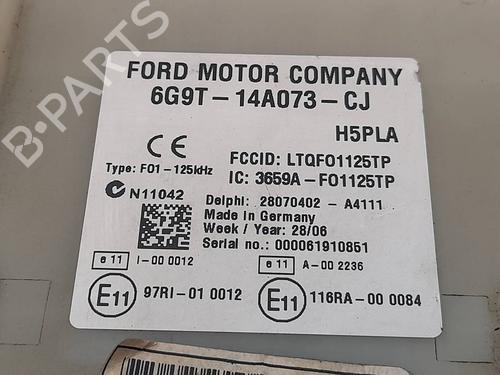 B-PARTS
FORD MOTOR COMPANY
6G9T-14A073-CJ
H5PLA
CE
FCCID: LTQFO1125TP
Type: F01-125kHz
IC: 3659A-FO1125TP
N11042
Delphi: 28070402-A4111
Made in Germany
Week / Year: 28/06
Serial no: 000061910851
e 11 I-00 0012
e 11 A-00 2236
E11 97RI-01 0012
E11 116RA-00 0084